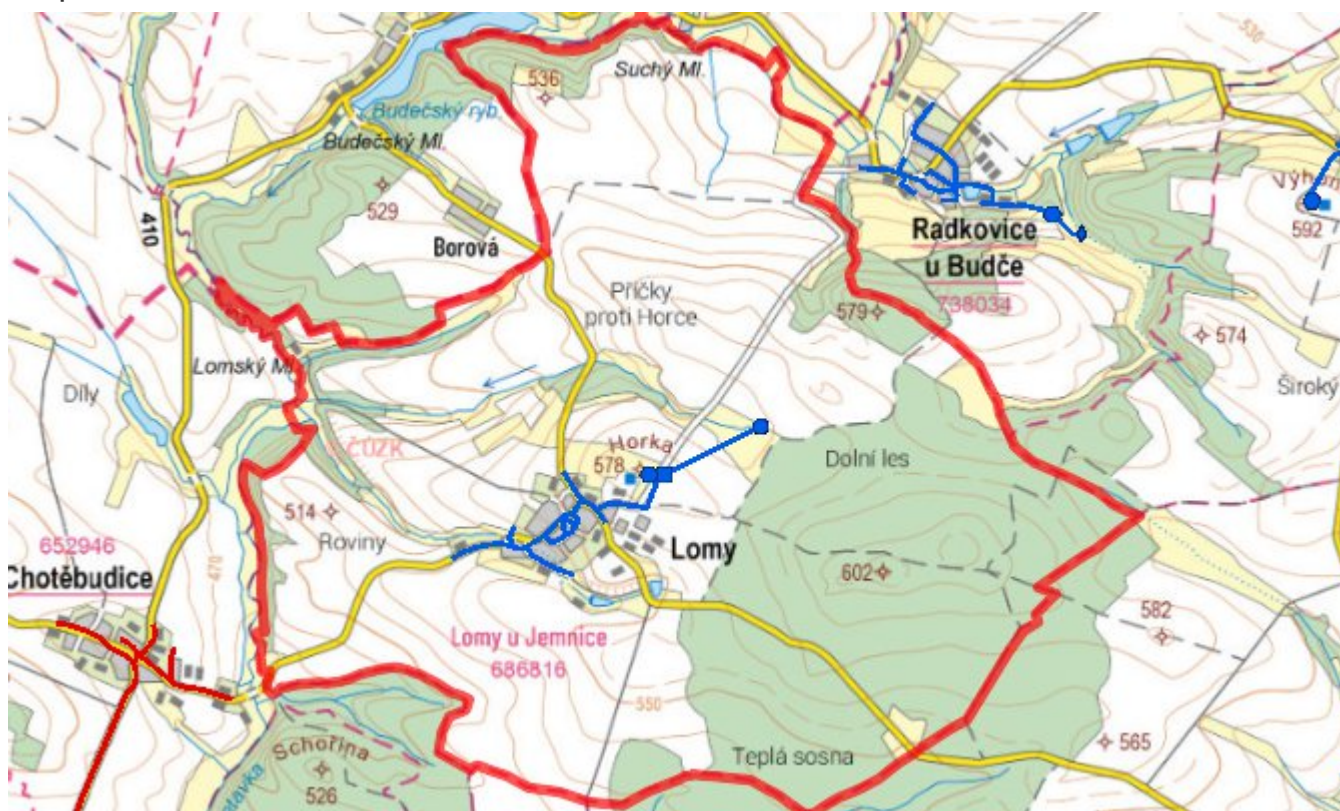 530
Suchý Ml.
536
Budečský ryb.
Budečský Ml.
529
410
Borová
Radkovice
u Budče
738034
592
Příčky
proti Horce
579
574
Lomský Ml.
Široký
Díly
ČÚZK
Horka
578
Dolní les
514
Roviny
652946
Chotěbudice
470
Lomy
602
582
Lomy u Jemnice
686816
550
Schořina
526
Teplá sosna
565